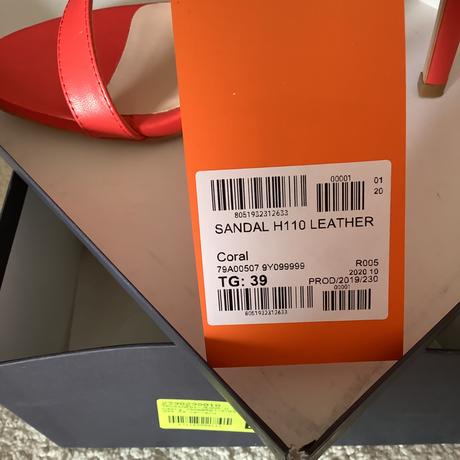 00001
01
20
8051932312633
SANDAL H110 LEATHER
Coral
79A00507 9Y099999
R005
2020 10
TG: 39
PROD/2019/230
00001
8051932312633